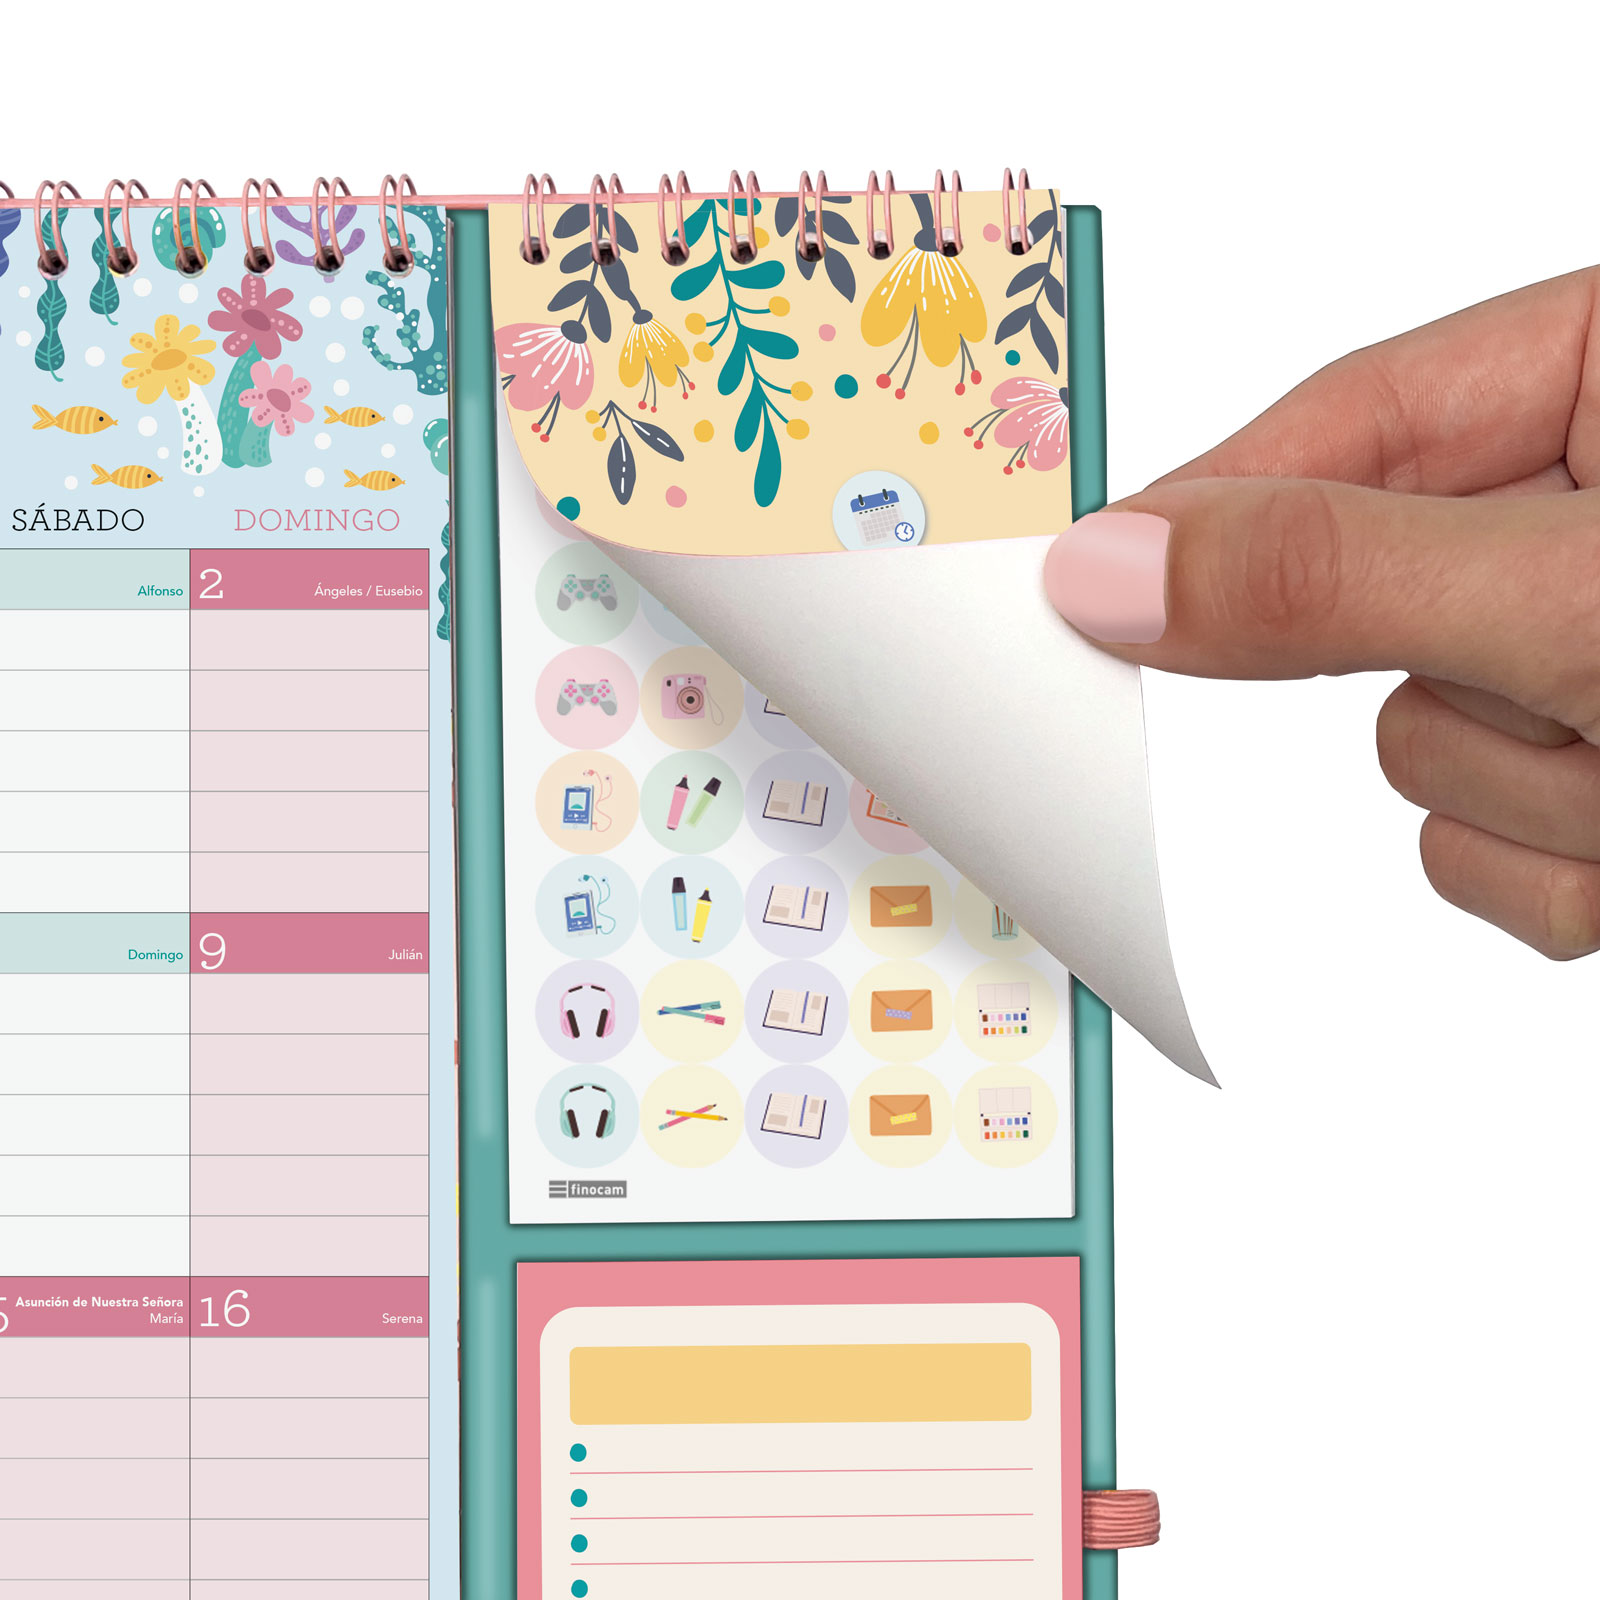 SÁBADO
DOMINGO
Alfonso
2
Ángeles / Eusebio
Domingo
9
Julián
Asunción de Nuestra Señora
María
16
Serena
finocam